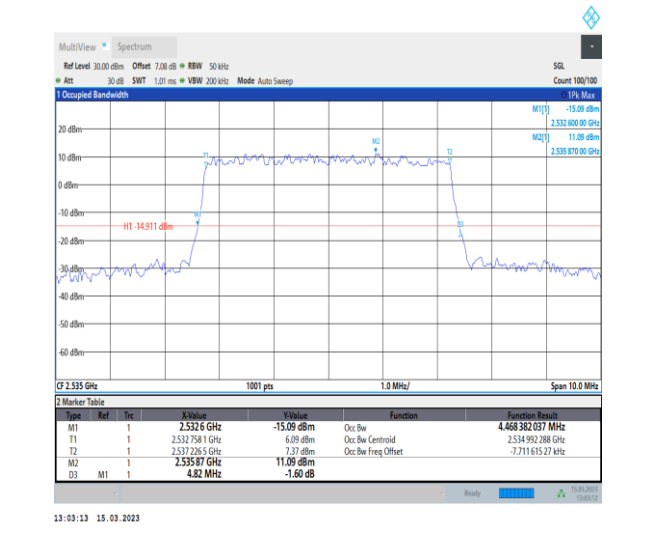 MultiView Spectrum
Ref Level 30.00 dBm Offset 7.08 dB RBW 50 kHz SGL
Att 30 dB SWT 1.01 ms VBW 200 kHz Mode Auto Sweep Count 100/100
1 Occupied Bandwidth 1Pk Max
M1[1] -15.09 dBm
2.532 600 00 GHz
20 dBm
M2[1] 11.09 dBm
2.535 870 00 GHz
M2
T1 T2
10 dBm
0 dBm
-10 dBm
M1
H1 -14.911 dBm
D3
-20 dBm
-30 dBm
-40 dBm
-50 dBm
-60 dBm
CF 2.535 GHz 1001 pts 1.0 MHz/ Span 10.0 MHz
2 Marker Table
Type Ref Trc X-Value Y-Value Function Function Result
M1 1 2.532 6 GHz -15.09 dBm Occ Bw 4.468 382 037 MHz
T1 1 2.532 758 1 GHz 6.09 dBm Occ Bw Centroid 2.534 992 288 GHz
T2 1 2.537 226 5 GHz 7.37 dBm Occ Bw Freq Offset -7.711 615 27 kHz
M2 1 2.535 87 GHz 11.09 dBm
D3 M1 1 4.82 MHz -1.60 dB
Ready 15.03.2023
13:03:12
13:03:13 15.03.2023